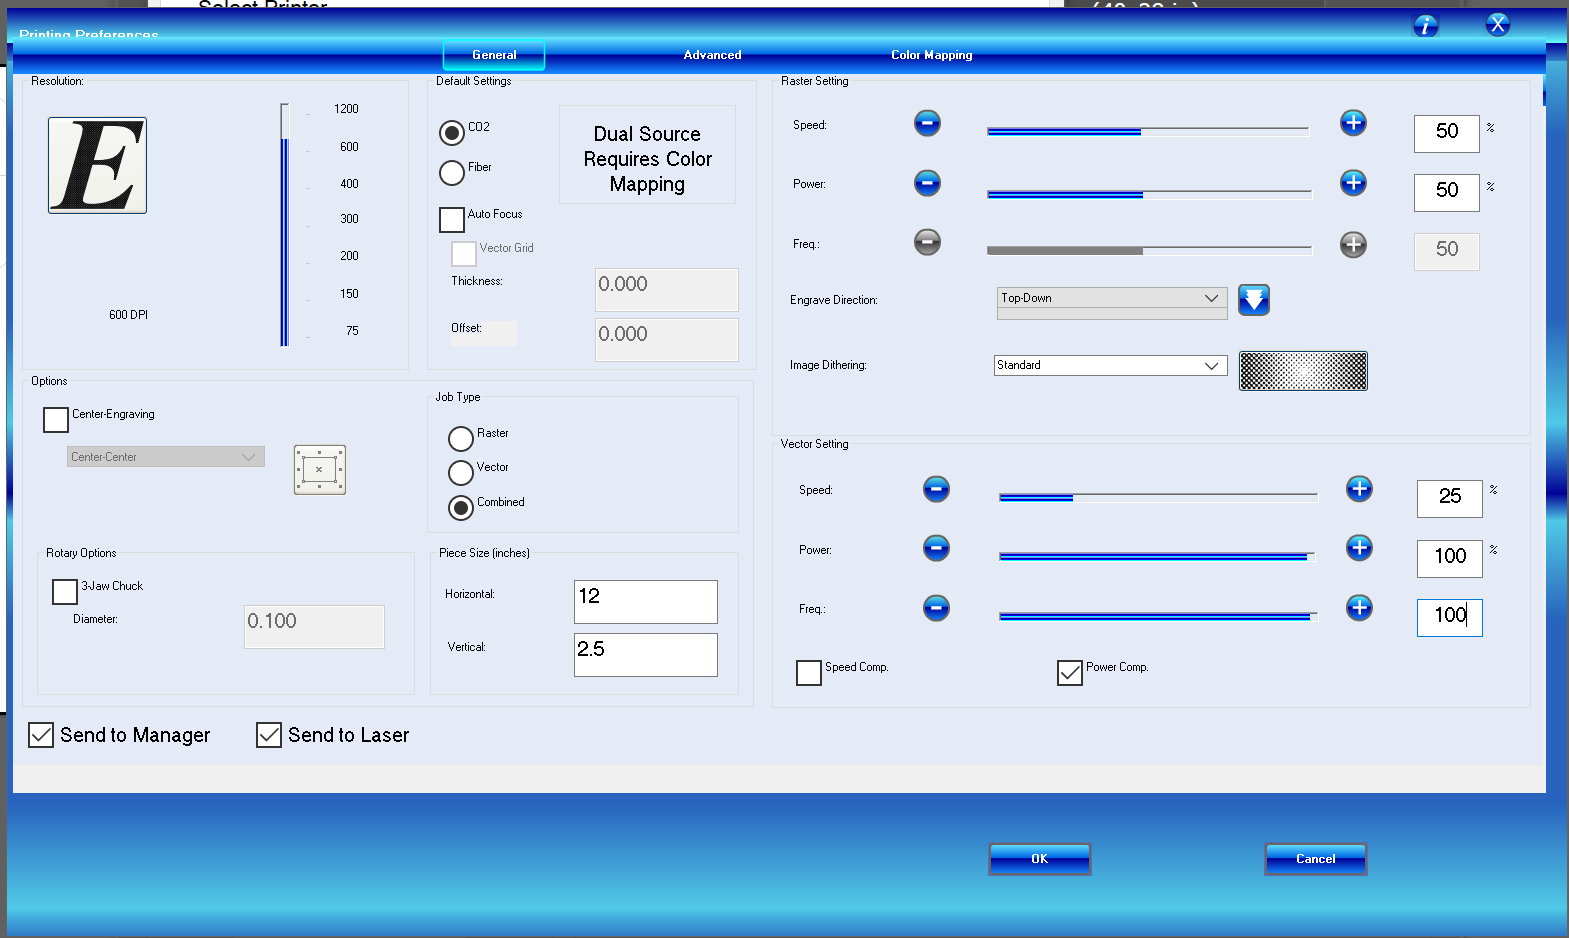 Select Printer
Printing Preferences
General
Advanced
Color Mapping
Resolution:
E
1200
600
400
300
200
150
75
600 DPI
Default Settings
CO2
Fiber
Dual Source
Requires Color
Mapping
Auto Focus
Vector Grid
Thickness:
0.000
Offset:
0.000
Raster Setting
Speed:
50
%
Power:
50
%
Freq.:
50
Engrave Direction:
Top-Down
Image Dithering:
Standard
Options
Center-Engraving
Center-Center
Job Type
Raster
Vector
Combined
Rotary Options
3-Jaw Chuck
Diameter:
0.100
Piece Size (inches)
Horizontal:
12
Vertical:
2.5
Vector Setting
Speed:
25
%
Power:
100
%
Freq.:
100
Speed Comp.
Power Comp.
Send to Manager
Send to Laser
OK
Cancel